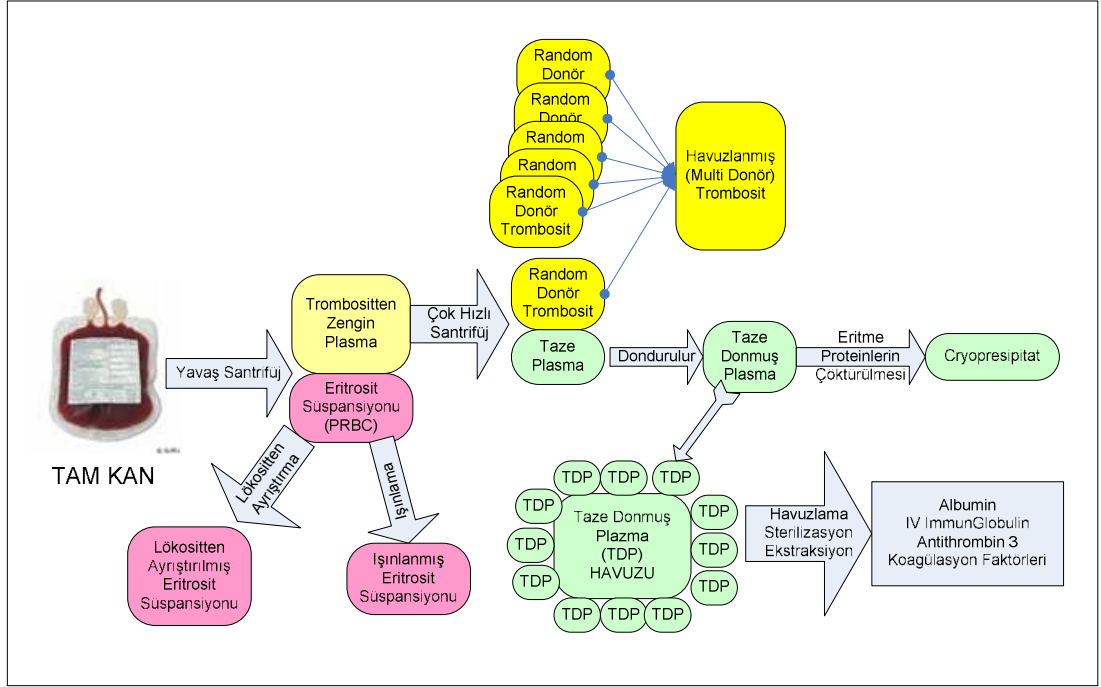 Random
Donör
Random
Donör
Random
Random
Random
Donör
Trombosit
Havuzlanmış
(Multi Donör)
Trombosit
Random
Donör
Trombosit
Trombositten
Zengin
Plasma
Çok Hızlı
Santrifüj
Taze
Plasma
Dondurulur
Taze
Donmuş
Plasma
Eritme
Proteinlerin
Çöktürülmesi
Cryopresipitat
Yavaş Santrifüj
Eritrosit
Süspansiyonu
(PRBC)
TAM KAN
Lökositten
Ayrıştırma
Işınlama
Lökositten
Ayrıştırılmış
Eritrosit
Süspansiyonu
Işınlanmış
Eritrosit
Süspansiyonu
TDP
TDP
TDP
TDP
TDP
TDP
TDP
TDP
TDP
TDP
TDP
TDP
TDP
Taze Donmuş
Plazma
(TDP)
HAVUZU
Havuzlama
Sterilizasyon
Ekstraksiyon
Albumin
IV ImmunGlobulin
Antithrombin 3
Koagülasyon Faktörleri